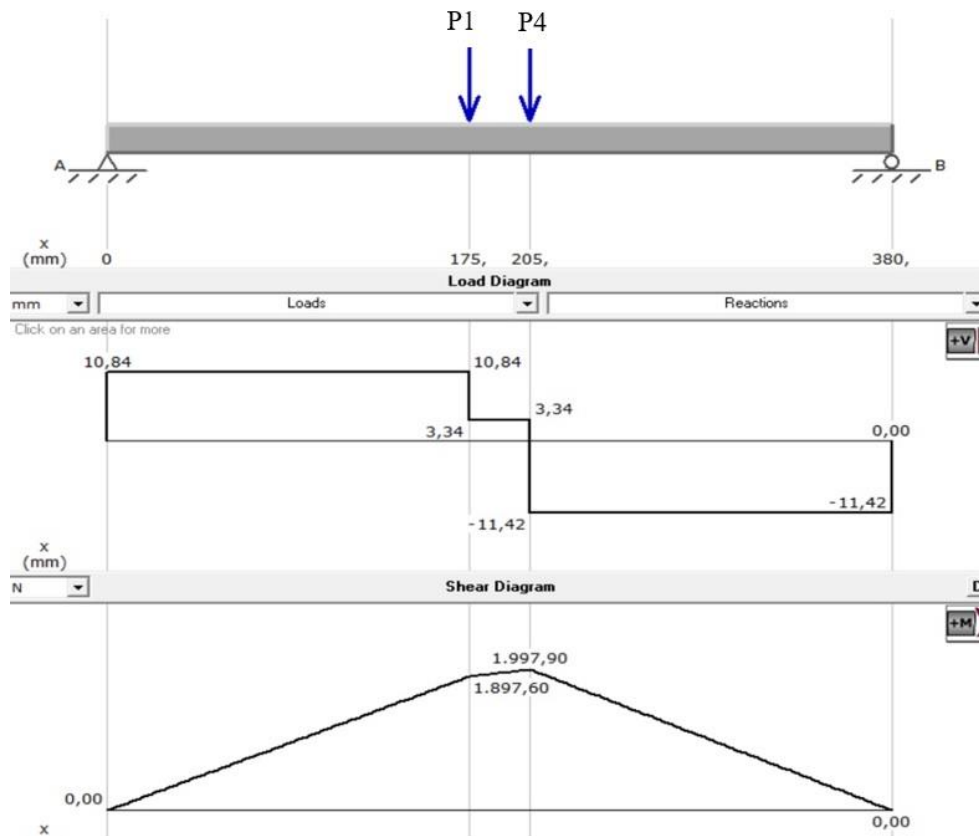 P1 P4
A B
x
(mm) 0 175, 205, 380,
Load Diagram
mm Loads Reactions
Click on an area for more
+V
10,84 10,84
3,34 3,34 0,00
-11,42 -11,42
x
(mm)
N Shear Diagram D
+M
1.997,90
1.897,60
0,00 0,00
x